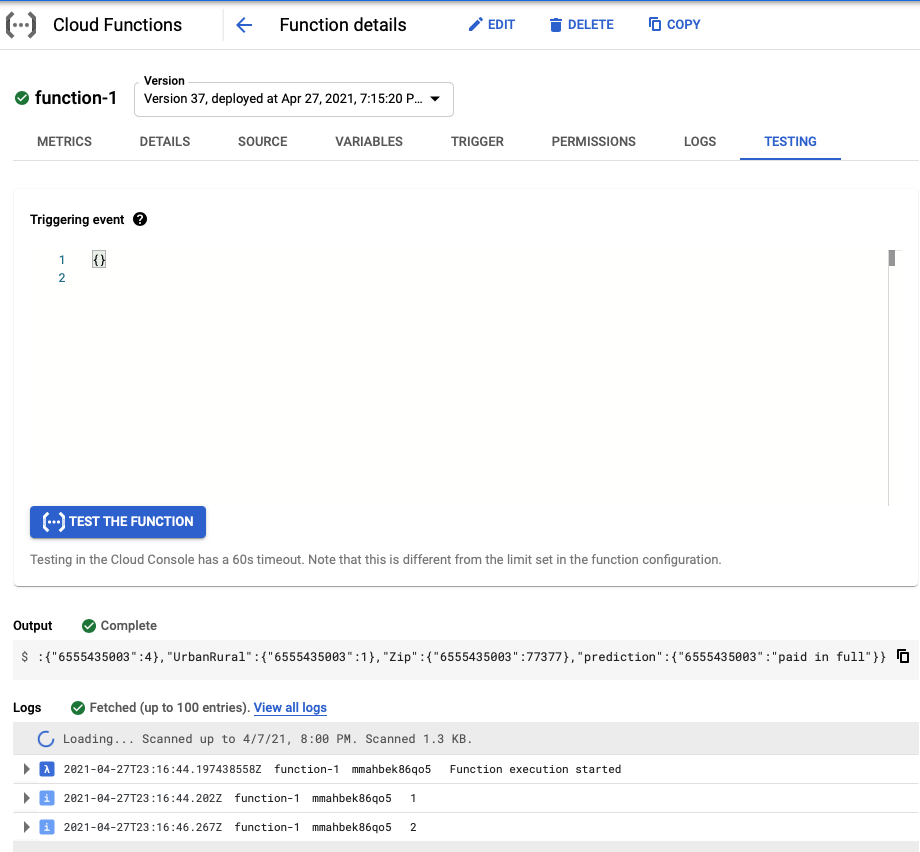 Cloud Functions Function details EDIT DELETE COPY
function-1 Version
Version 37, deployed at Apr 27, 2021, 7:15:20 P...
METRICS DETAILS SOURCE VARIABLES TRIGGER PERMISSIONS LOGS TESTING
Triggering event ?
1 {}
2
TEST THE FUNCTION
Testing in the Cloud Console has a 60s timeout. Note that this is different from the limit set in the function configuration.
Output Complete
$ :{"6555435003":4},"UrbanRural":{"6555435003":1},"Zip":{"6555435003":77377},"prediction":{"6555435003":"paid in full"}}
Logs Fetched (up to 100 entries). View all logs
Loading... Scanned up to 4/7/21, 8:00 PM. Scanned 1.3 KB.
λ 2021-04-27T23:16:44.197438558Z function-1 mmahbek86qo5 Function execution started
i 2021-04-27T23:16:44.202Z function-1 mmahbek86qo5 1
i 2021-04-27T23:16:46.267Z function-1 mmahbek86qo5 2